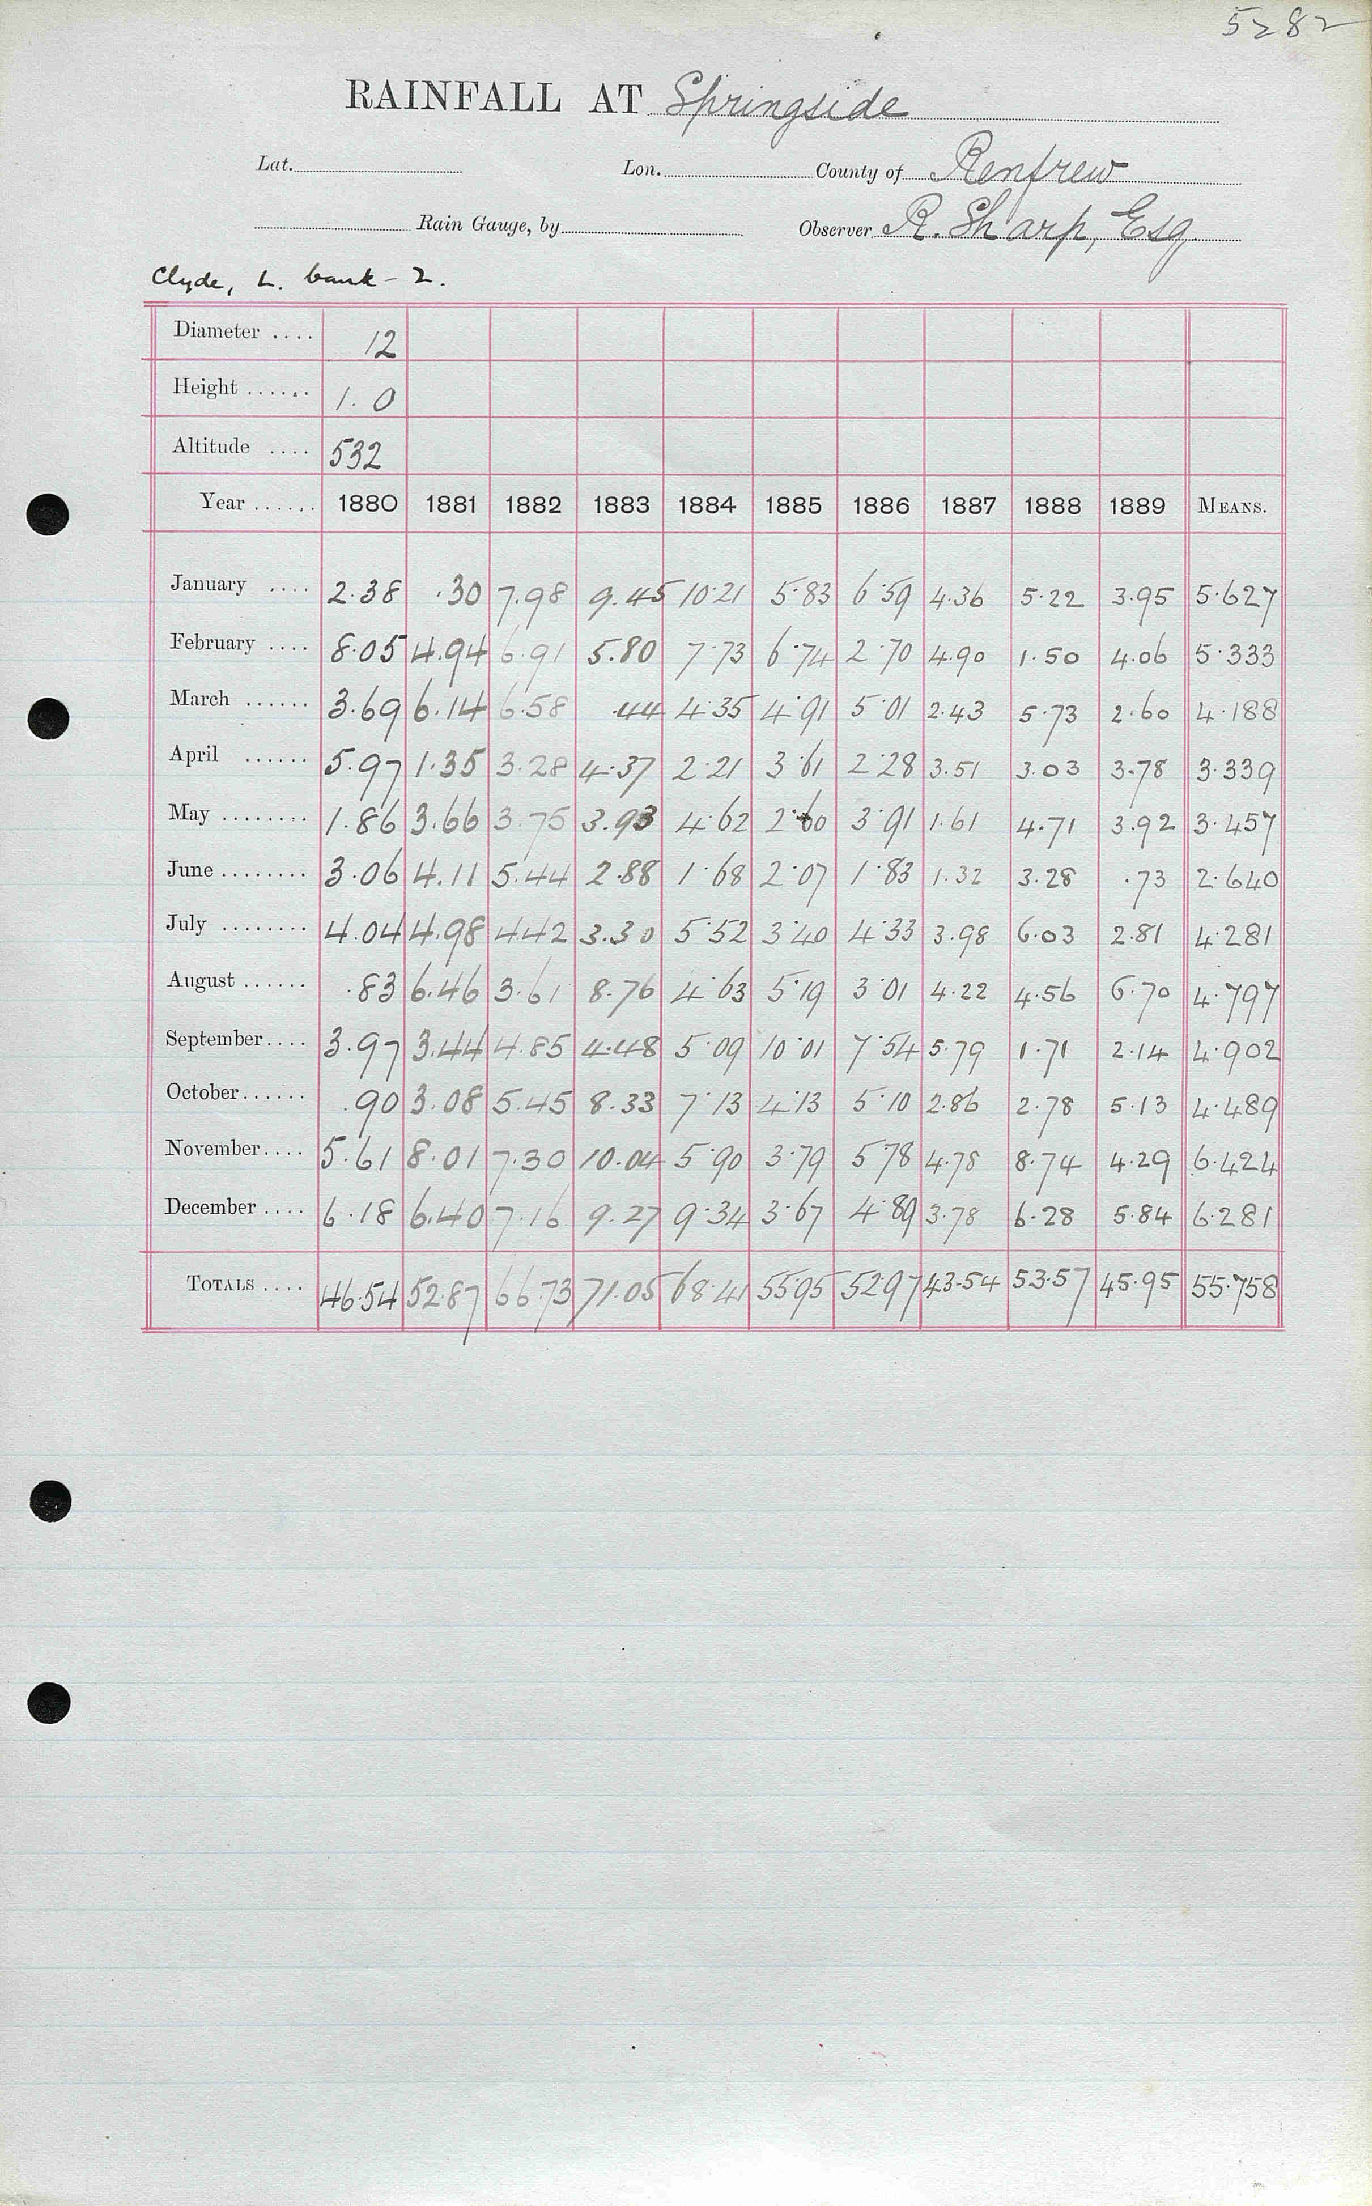 5282
RAINFALL AT Springside
Lat. Lon. County of Renfrew
Rain Gauge, by Observer R. Sharp, Esq.
Clyde, L. bank - 2.
Diameter .... 12
Height ...... 1.0
Altitude .... 532
Year ...... 1880 1881 1882 1883 1884 1885 1886 1887 1888 1889 MEANS.
January .... 2.38 .30 7.98 9.45 10.21 5.83 6.59 4.36 5.22 3.95 5.627
February .... 8.05 4.94 6.91 5.80 7.73 6.74 2.70 4.90 1.50 4.06 5.333
March ...... 3.69 6.14 6.58 .44 4.35 4.91 5.01 2.43 5.73 2.60 4.188
April ...... 5.97 1.35 3.28 4.37 2.21 3.61 2.28 3.51 3.03 3.78 3.339
May ........ 1.86 3.66 3.75 3.93 4.62 2.60 3.91 1.61 4.71 3.92 3.457
June ........ 3.06 4.11 5.44 2.88 1.68 2.07 1.83 1.32 3.28 .73 2.640
July ........ 4.04 4.98 4.42 3.30 5.52 3.40 4.33 3.98 6.03 2.81 4.281
August ...... .83 6.46 3.61 8.76 4.63 5.19 3.01 4.22 4.56 6.70 4.797
September .... 3.97 3.44 4.85 4.48 5.09 10.01 7.54 5.79 1.71 2.14 4.902
October ...... .90 3.08 5.45 8.33 7.13 4.13 5.10 2.86 2.78 5.13 4.489
November .... 5.61 8.01 7.30 10.04 5.90 3.79 5.78 4.78 8.74 4.29 6.424
December .... 6.18 6.40 7.16 9.27 9.34 3.67 4.89 3.78 6.28 5.84 6.281
TOTALS .... 46.54 52.87 66.73 71.05 68.41 55.95 52.97 43.54 53.57 45.95 55.758